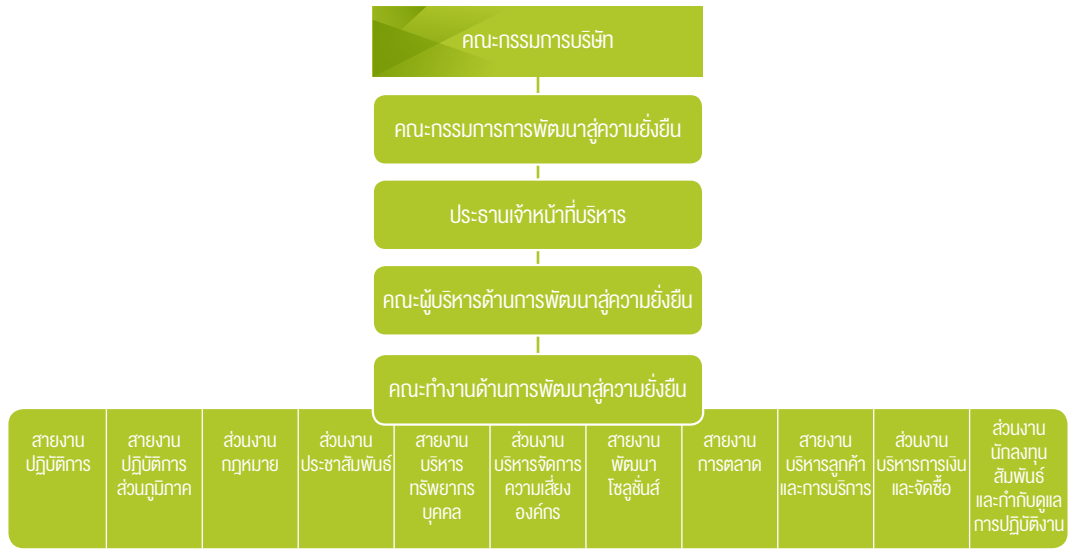 คณะกรรมการบริษัท
คณะกรรมการการพัฒนาสู่ความยั่งยืน
ประธานเจ้าหน้าที่บริหาร
คณะผู้บริหารด้านการพัฒนาสู่ความยั่งยืน
คณะทำงานด้านการพัฒนาสู่ความยั่งยืน
สายงาน
ปฏิบัติการ
สายงาน
ปฏิบัติการ
ส่วนภูมิภาค
ส่วนงาน
กฎหมาย
ส่วนงาน
ประชาสัมพันธ์
สายงาน
บริหาร
ทรัพยากร
บุคคล
ส่วนงาน
บริหารจัดการ
ความเสี่ยง
องค์กร
สายงาน
พัฒนา
โซลูชั่นส์
สายงาน
การตลาด
สายงาน
บริหารลูกค้า
และการบริการ
ส่วนงาน
บริหารการเงิน
และจัดซื้อ
ส่วนงาน
นักลงทุน
สัมพันธ์
และกำกับดูแล
การปฏิบัติงาน